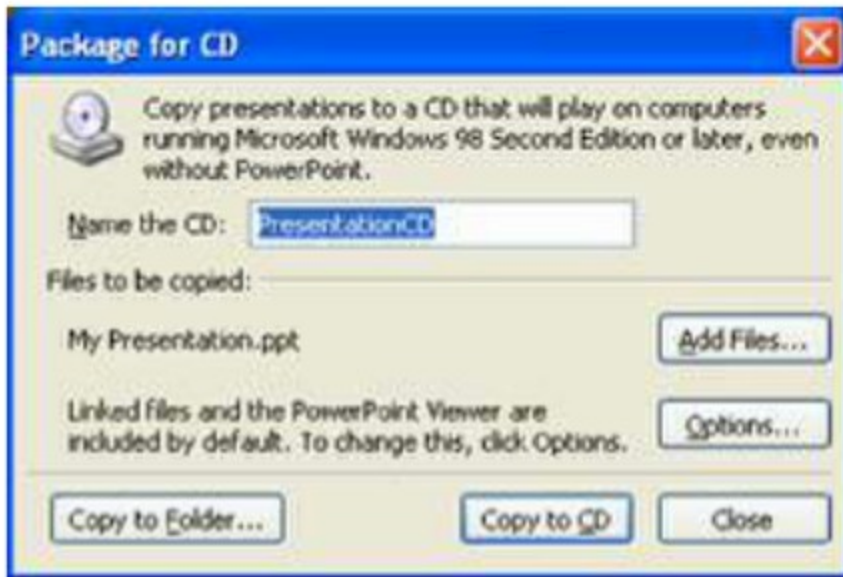 Package for CD
Copy presentations to a CD that will play on computers
running Microsoft Windows 98 Second Edition or later, even
without PowerPoint.
Name the CD: PresentationCD
Files to be copied:
My Presentation.ppt
Add Files...
Linked files and the PowerPoint Viewer are
included by default. To change this, click Options.
Options...
Copy to Folder... Copy to CD Close